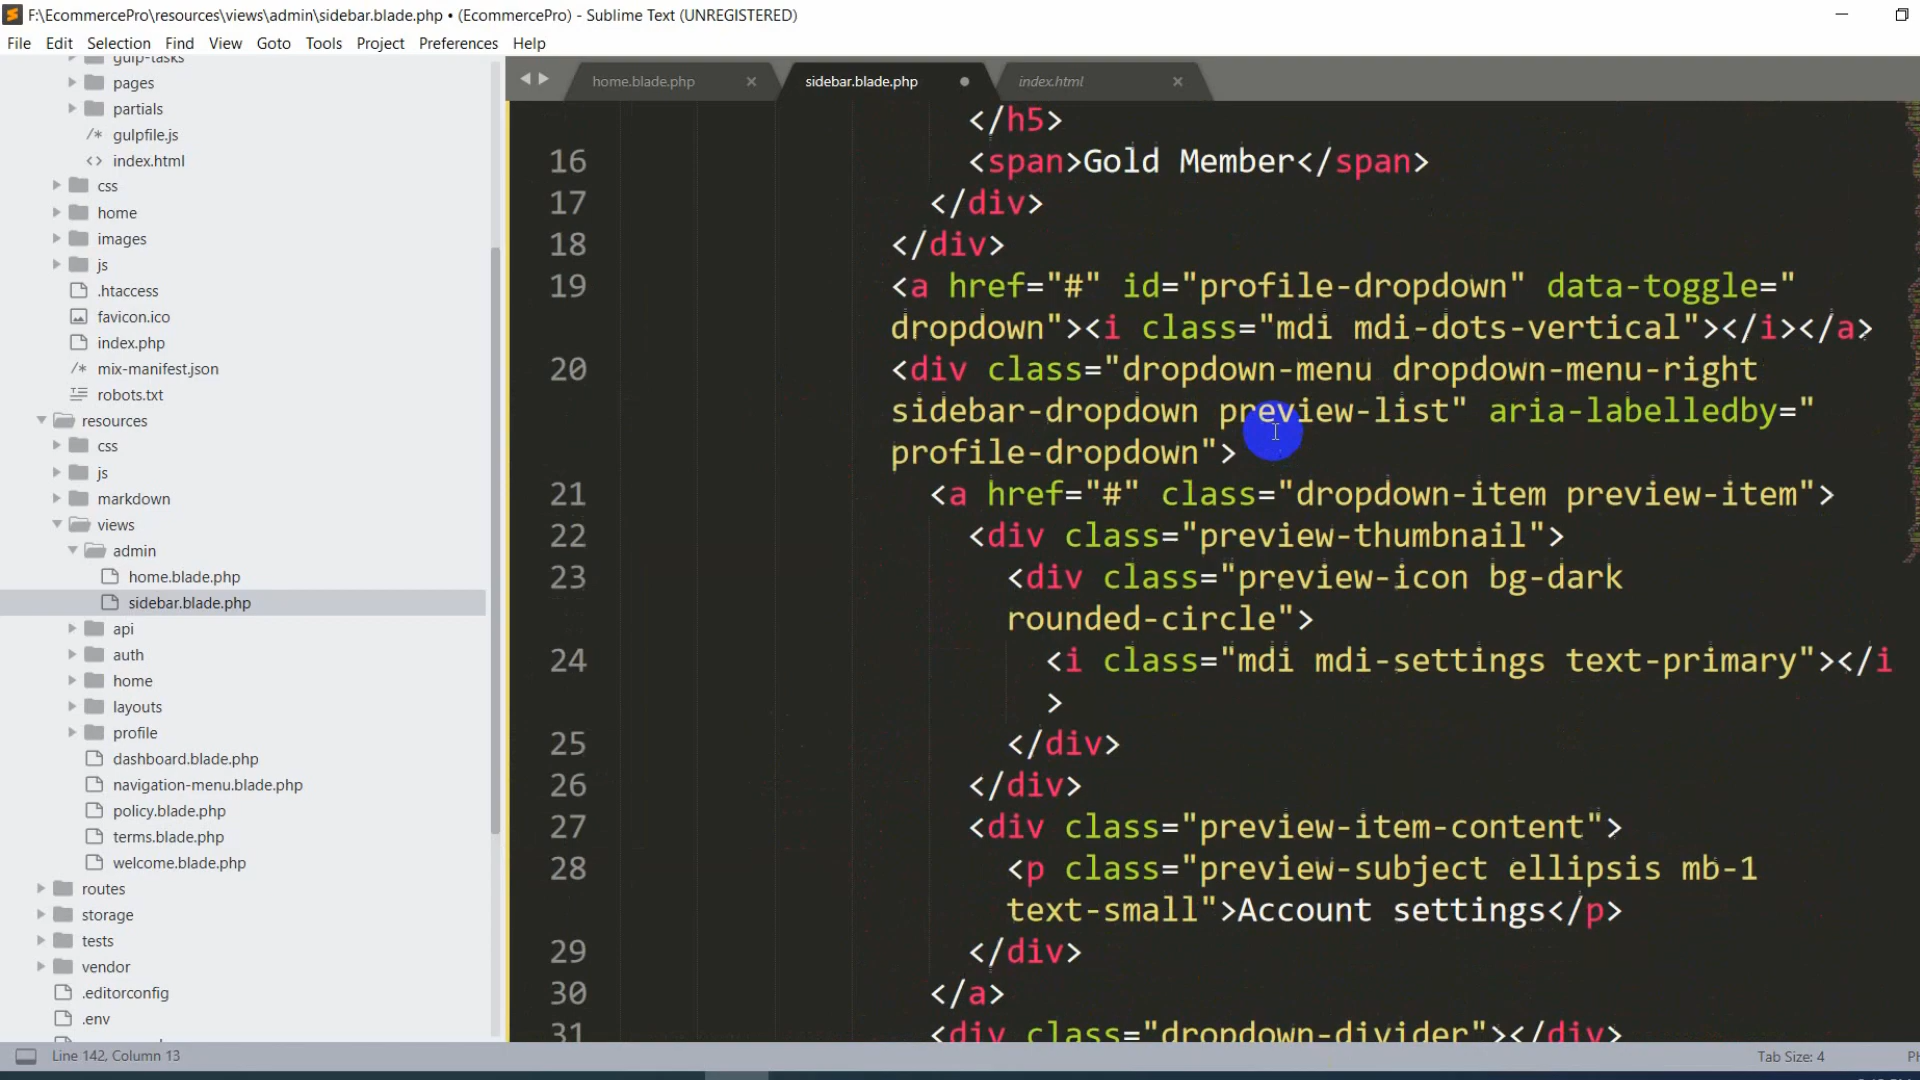 F:\EcommercePro\resources\views\admin\sidebar.blade.php • (EcommercePro) - Sublime Text (UNREGISTERED)
File Edit Selection Find View Goto Tools Project Preferences Help
gulp-tasks
pages
partials
/* gulpfile.js
<> index.html
css
home
images
js
.htaccess
favicon.ico
index.php
/* mix-manifest.json
robots.txt
resources
css
js
markdown
views
admin
home.blade.php
sidebar.blade.php
api
auth
home
layouts
profile
dashboard.blade.php
navigation-menu.blade.php
policy.blade.php
terms.blade.php
welcome.blade.php
routes
storage
tests
vendor
.editorconfig
.env
home.blade.php sidebar.blade.php index.html
</h5>
16 <span>Gold Member</span>
17 </div>
18 </div>
19 <a href="#" id="profile-dropdown" data-toggle="
dropdown"><i class="mdi mdi-dots-vertical"></i></a>
20 <div class="dropdown-menu dropdown-menu-right
sidebar-dropdown preview-list" aria-labelledby="
profile-dropdown">
21 <a href="#" class="dropdown-item preview-item">
22 <div class="preview-thumbnail">
23 <div class="preview-icon bg-dark
rounded-circle">
24 <i class="mdi mdi-settings text-primary"></i
>
25 </div>
26 </div>
27 <div class="preview-item-content">
28 <p class="preview-subject ellipsis mb-1
text-small">Account settings</p>
29 </div>
30 </a>
31 <div class="dropdown-divider"></div>
Line 142, Column 13
Tab Size: 4